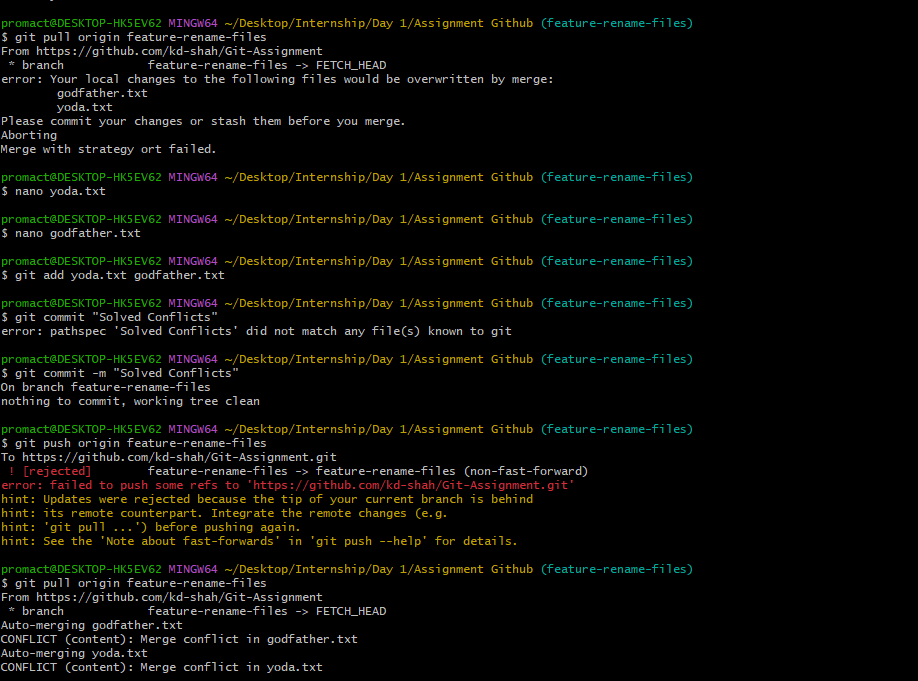 promact@DESKTOP-HK5EV62 MINGW64 ~/Desktop/Internship/Day 1/Assignment Github (feature-rename-files)
$ git pull origin feature-rename-files
From https://github.com/kd-shah/Git-Assignment
 * branch            feature-rename-files -> FETCH_HEAD
error: Your local changes to the following files would be overwritten by merge:
        godfather.txt
        yoda.txt
Please commit your changes or stash them before you merge.
Aborting
Merge with strategy ort failed.
promact@DESKTOP-HK5EV62 MINGW64 ~/Desktop/Internship/Day 1/Assignment Github (feature-rename-files)
$ nano yoda.txt
promact@DESKTOP-HK5EV62 MINGW64 ~/Desktop/Internship/Day 1/Assignment Github (feature-rename-files)
$ nano godfather.txt
promact@DESKTOP-HK5EV62 MINGW64 ~/Desktop/Internship/Day 1/Assignment Github (feature-rename-files)
$ git add yoda.txt godfather.txt
promact@DESKTOP-HK5EV62 MINGW64 ~/Desktop/Internship/Day 1/Assignment Github (feature-rename-files)
$ git commit "Solved Conflicts"
error: pathspec 'Solved Conflicts' did not match any file(s) known to git
promact@DESKTOP-HK5EV62 MINGW64 ~/Desktop/Internship/Day 1/Assignment Github (feature-rename-files)
$ git commit -m "Solved Conflicts"
On branch feature-rename-files
nothing to commit, working tree clean
promact@DESKTOP-HK5EV62 MINGW64 ~/Desktop/Internship/Day 1/Assignment Github (feature-rename-files)
$ git push origin feature-rename-files
To https://github.com/kd-shah/Git-Assignment.git
 ! [rejected]        feature-rename-files -> feature-rename-files (non-fast-forward)
error: failed to push some refs to 'https://github.com/kd-shah/Git-Assignment.git'
hint: Updates were rejected because the tip of your current branch is behind
hint: its remote counterpart. Integrate the remote changes (e.g.
hint: 'git pull ...') before pushing again.
hint: See the 'Note about fast-forwards' in 'git push --help' for details.
promact@DESKTOP-HK5EV62 MINGW64 ~/Desktop/Internship/Day 1/Assignment Github (feature-rename-files)
$ git pull origin feature-rename-files
From https://github.com/kd-shah/Git-Assignment
 * branch            feature-rename-files -> FETCH_HEAD
Auto-merging godfather.txt
CONFLICT (content): Merge conflict in godfather.txt
Auto-merging yoda.txt
CONFLICT (content): Merge conflict in yoda.txt